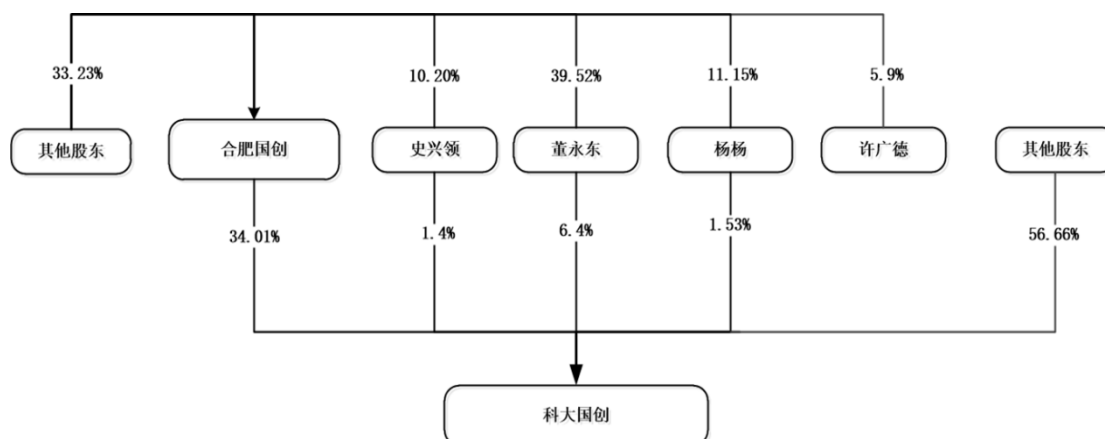 33.23%
10.20%
39.52%
11.15%
5.9%
其他股东
合肥国创
史兴领
董永东
杨杨
许广德
其他股东
34.01%
1.4%
6.4%
1.53%
56.66%
科大国创